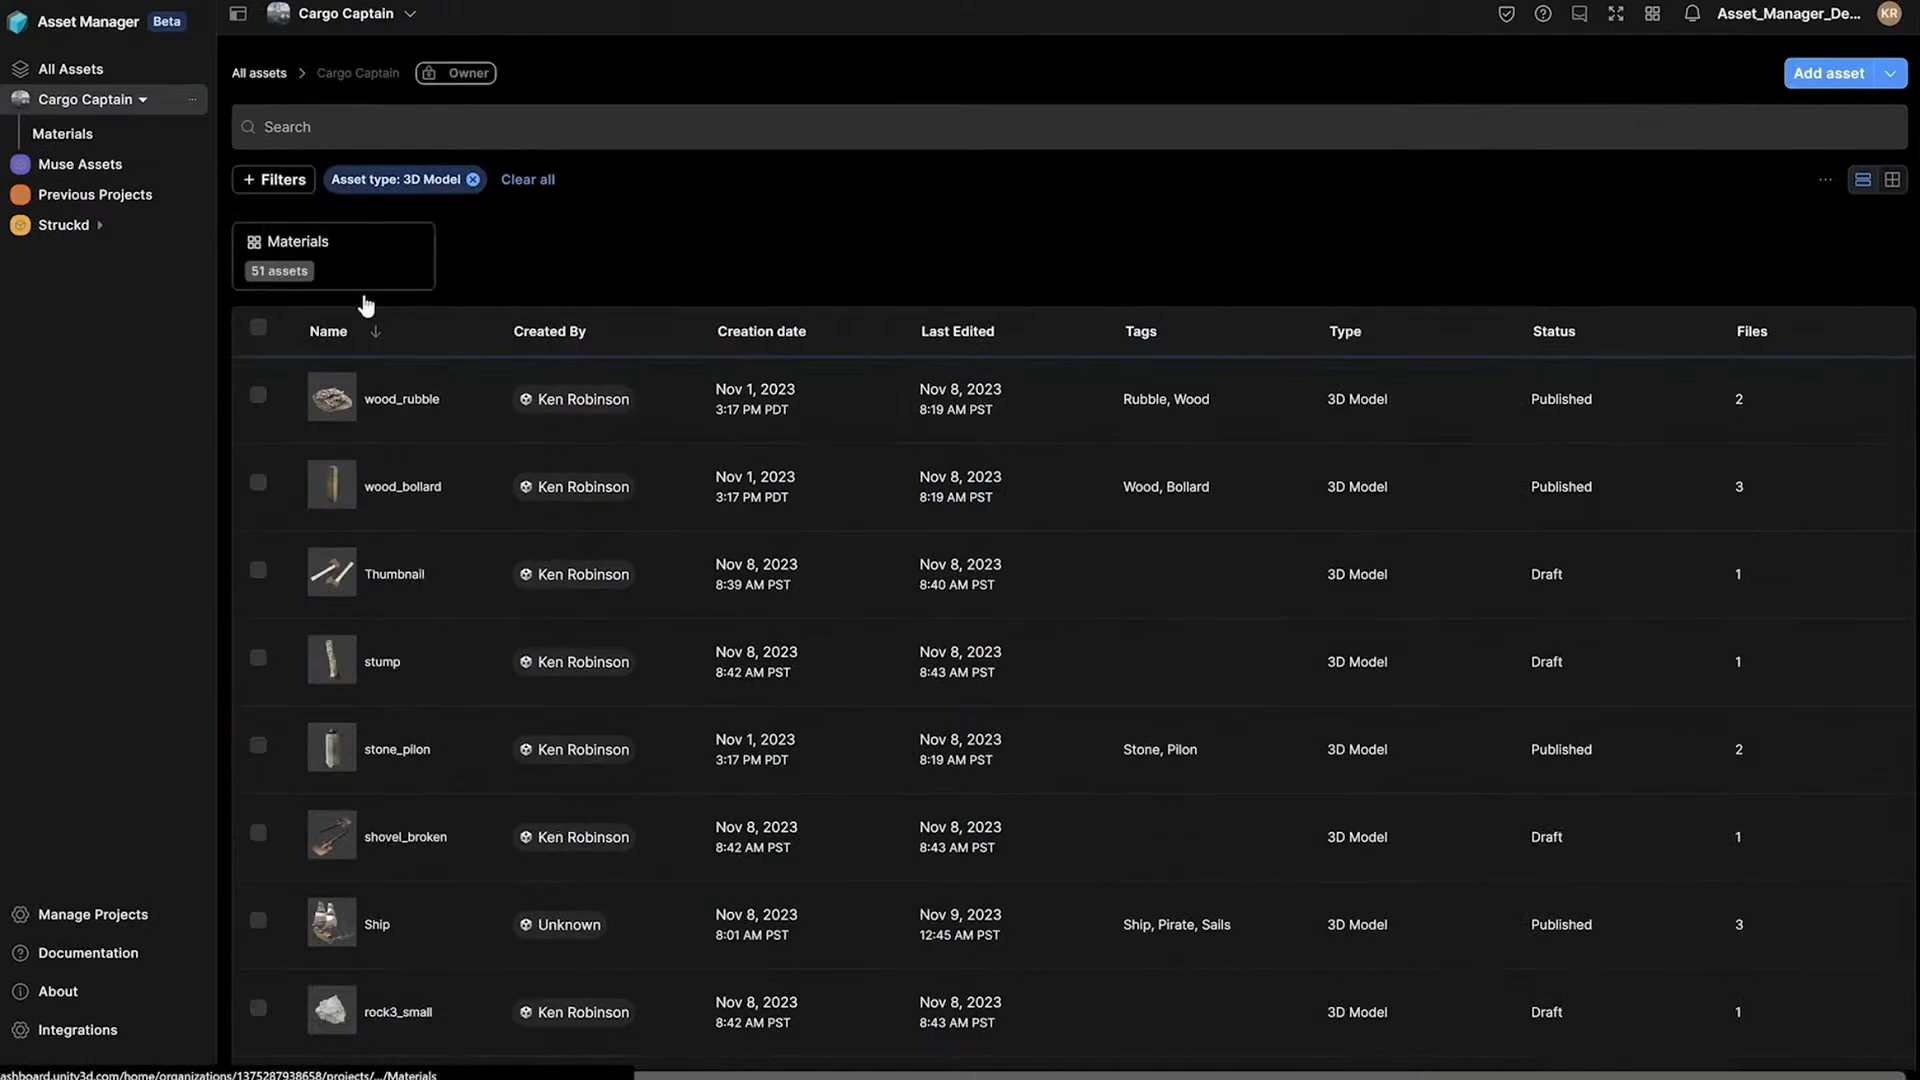 Asset Manager Beta
Cargo Captain
Asset_Manager_De...
KR
All Assets
Cargo Captain
...
Materials
Muse Assets
Previous Projects
Struckd
All assets > Cargo Captain Owner
Add asset
Search
+ Filters
Asset type: 3D Model
Clear all
...
Materials
51 assets
Name Created By Creation date Last Edited Tags Type Status Files
wood_rubble Ken Robinson Nov 1, 2023 Nov 8, 2023 Rubble, Wood 3D Model Published 2
3:17 PM PDT 8:19 AM PST
wood_bollard Ken Robinson Nov 1, 2023 Nov 8, 2023 Wood, Bollard 3D Model Published 3
3:17 PM PDT 8:19 AM PST
Thumbnail Ken Robinson Nov 8, 2023 Nov 8, 2023 3D Model Draft 1
8:39 AM PST 8:40 AM PST
stump Ken Robinson Nov 8, 2023 Nov 8, 2023 3D Model Draft 1
8:42 AM PST 8:43 AM PST
stone_pilon Ken Robinson Nov 1, 2023 Nov 8, 2023 Stone, Pilon 3D Model Published 2
3:17 PM PDT 8:19 AM PST
shovel_broken Ken Robinson Nov 8, 2023 Nov 8, 2023 3D Model Draft 1
8:42 AM PST 8:43 AM PST
Ship Unknown Nov 8, 2023 Nov 9, 2023 Ship, Pirate, Sails 3D Model Published 3
8:01 AM PST 12:45 AM PST
rock3_small Ken Robinson Nov 8, 2023 Nov 8, 2023 3D Model Draft 1
8:42 AM PST 8:43 AM PST
Manage Projects
Documentation
About
Integrations
ashboard.unity3d.com/home/organizations/1375287938658/projects/.../Materials